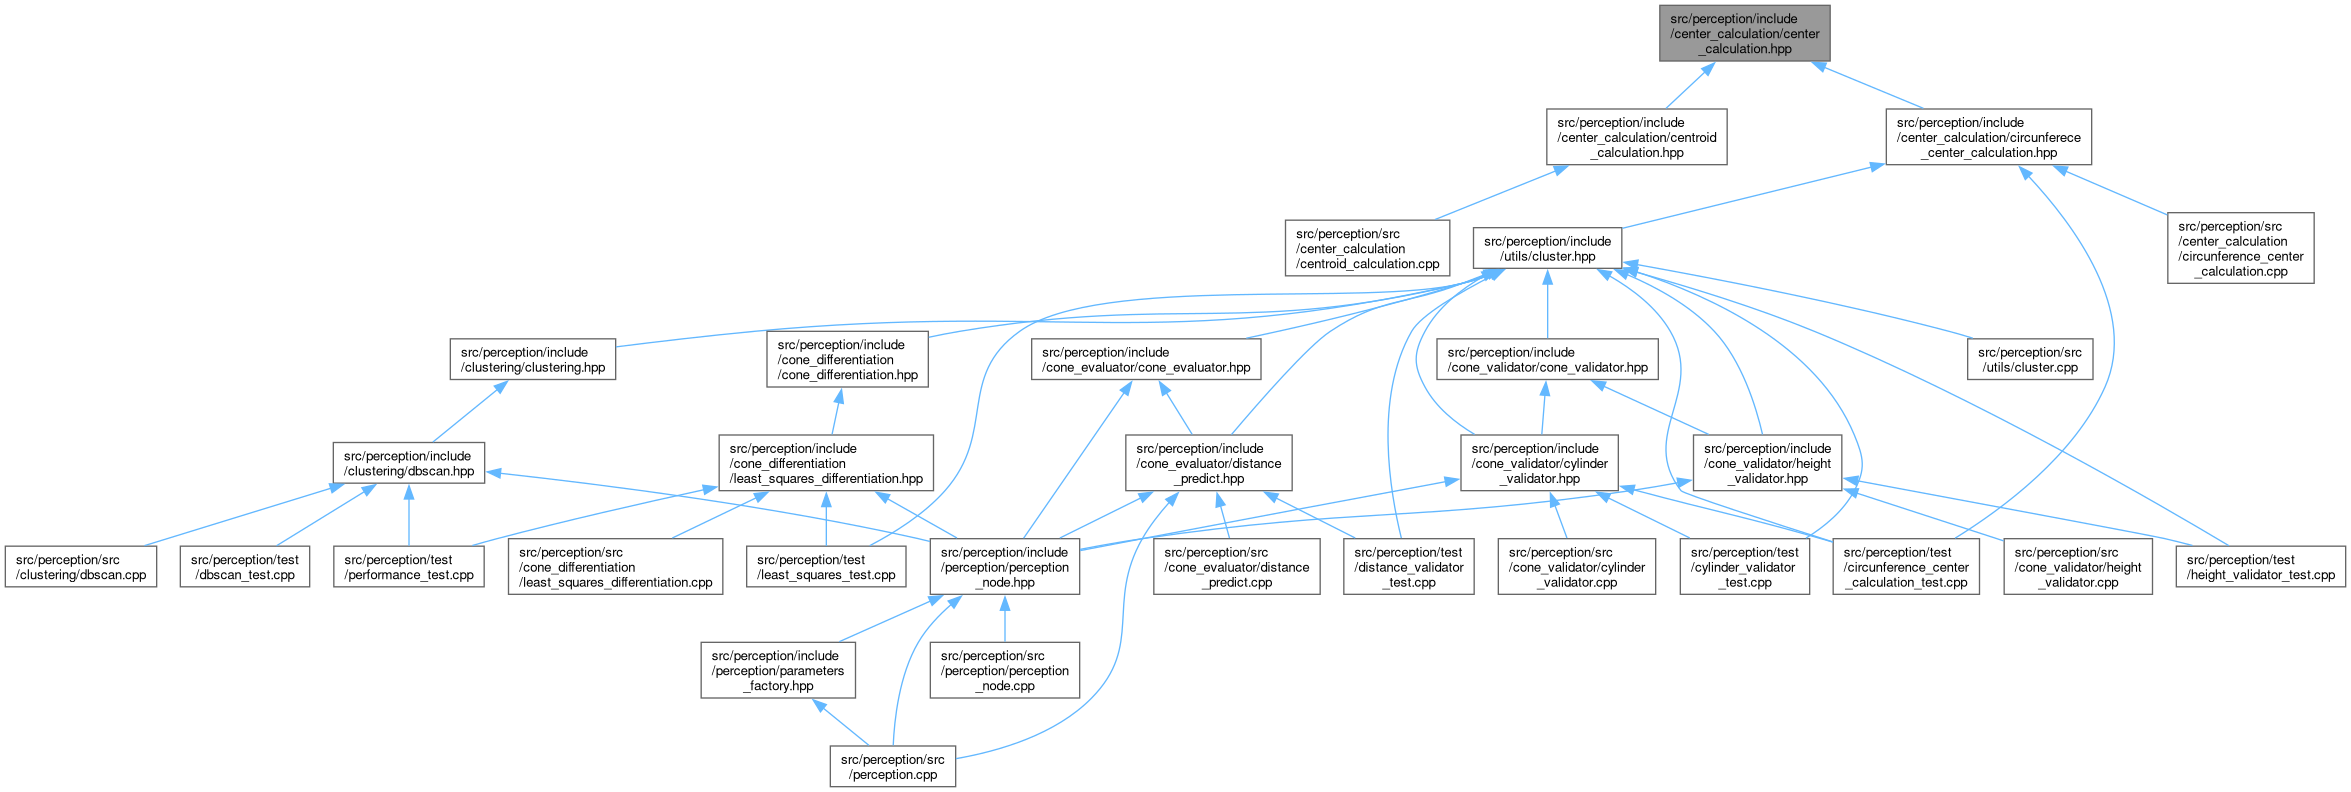 src/perception/include
/center_calculation/center
_calculation.hpp
src/perception/include
/center_calculation/centroid
_calculation.hpp
src/perception/include
/center_calculation/circunferece
_center_calculation.hpp
src/perception/src
/center_calculation
/centroid_calculation.cpp
src/perception/include
/utils/cluster.hpp
src/perception/src
/center_calculation
/circunference_center
_calculation.cpp
src/perception/include
/clustering/clustering.hpp
src/perception/include
/cone_differentiation
/cone_differentiation.hpp
src/perception/include
/cone_evaluator/cone_evaluator.hpp
src/perception/include
/cone_validator/cone_validator.hpp
src/perception/src
/utils/cluster.cpp
src/perception/include
/clustering/dbscan.hpp
src/perception/include
/cone_differentiation
/least_squares_differentiation.hpp
src/perception/include
/cone_evaluator/distance
_predict.hpp
src/perception/include
/cone_validator/cylinder
_validator.hpp
src/perception/include
/cone_validator/height
_validator.hpp
src/perception/src
/clustering/dbscan.cpp
src/perception/test
/dbscan_test.cpp
src/perception/test
/performance_test.cpp
src/perception/src
/cone_differentiation
/least_squares_differentiation.cpp
src/perception/test
/least_squares_test.cpp
src/perception/include
/perception/perception
_node.hpp
src/perception/src
/cone_evaluator/distance
_predict.cpp
src/perception/test
/distance_validator
_test.cpp
src/perception/src
/cone_validator/cylinder
_validator.cpp
src/perception/test
/cylinder_validator
_test.cpp
src/perception/test
/circunference_center
_calculation_test.cpp
src/perception/src
/cone_validator/height
_validator.cpp
src/perception/test
/height_validator_test.cpp
src/perception/include
/perception/parameters
_factory.hpp
src/perception/src
/perception/perception
_node.cpp
src/perception/src
/perception.cpp